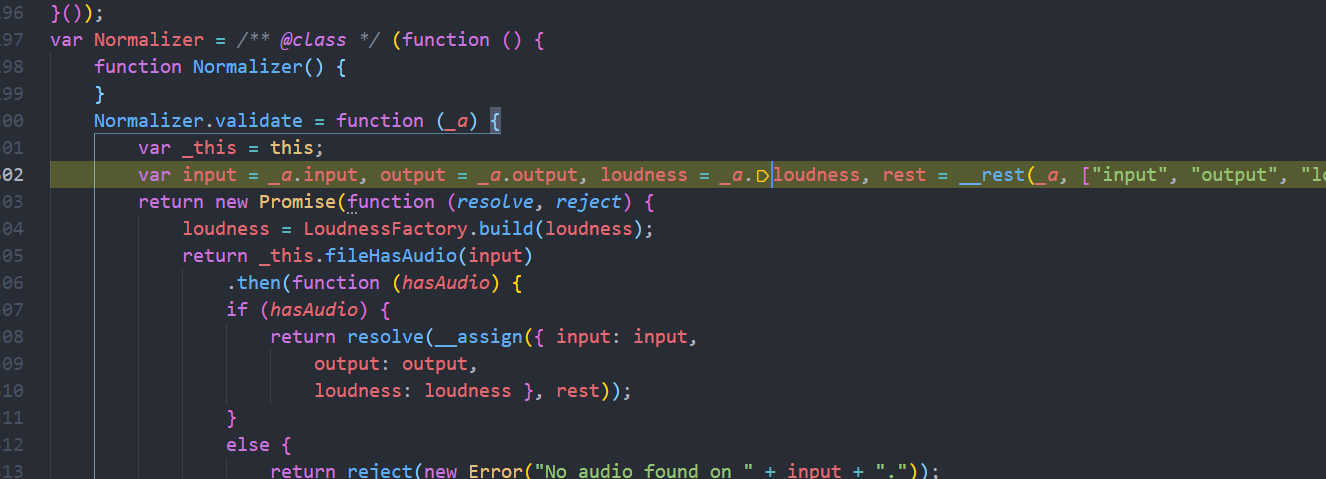 96 }());
97 var Normalizer = /** @class */ (function () {
98 function Normalizer() {
99 }
00 Normalizer.validate = function (_a) {
01 var _this = this;
02 var input = _a.input, output = _a.output, loudness = _a.loudness, rest = __rest(_a, ["input", "output", "lo
03 return new Promise(function (resolve, reject) {
04 loudness = LoudnessFactory.build(loudness);
05 return _this.fileHasAudio(input)
06 .then(function (hasAudio) {
07 if (hasAudio) {
08 return resolve(__assign({ input: input,
09 output: output,
10 loudness: loudness }, rest));
11 }
12 else {
13 return reject(new Error("No audio found on " + input + "."));